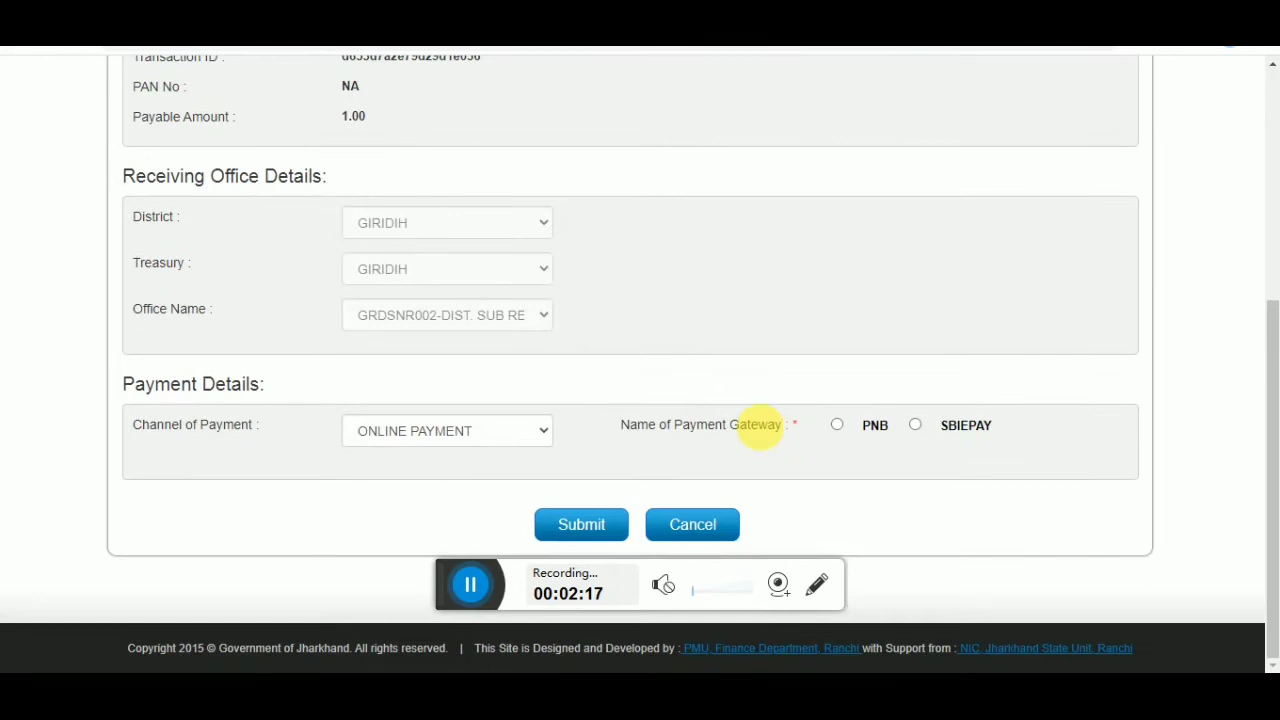 Transaction ID :
PAN No : NA
Payable Amount : 1.00
Receiving Office Details:
District : GIRIDIH
Treasury : GIRIDIH
Office Name : GRDSNR002-DIST. SUB RE
Payment Details:
Channel of Payment : ONLINE PAYMENT Name of Payment Gateway : * PNB SBIEPAY
Submit Cancel
Recording...
00:02:17
Copyright 2015 © Government of Jharkhand. All rights reserved. | This Site is Designed and Developed by : PMU, Finance Department, Ranchi with Support from : NIC, Jharkhand State Unit, Ranchi